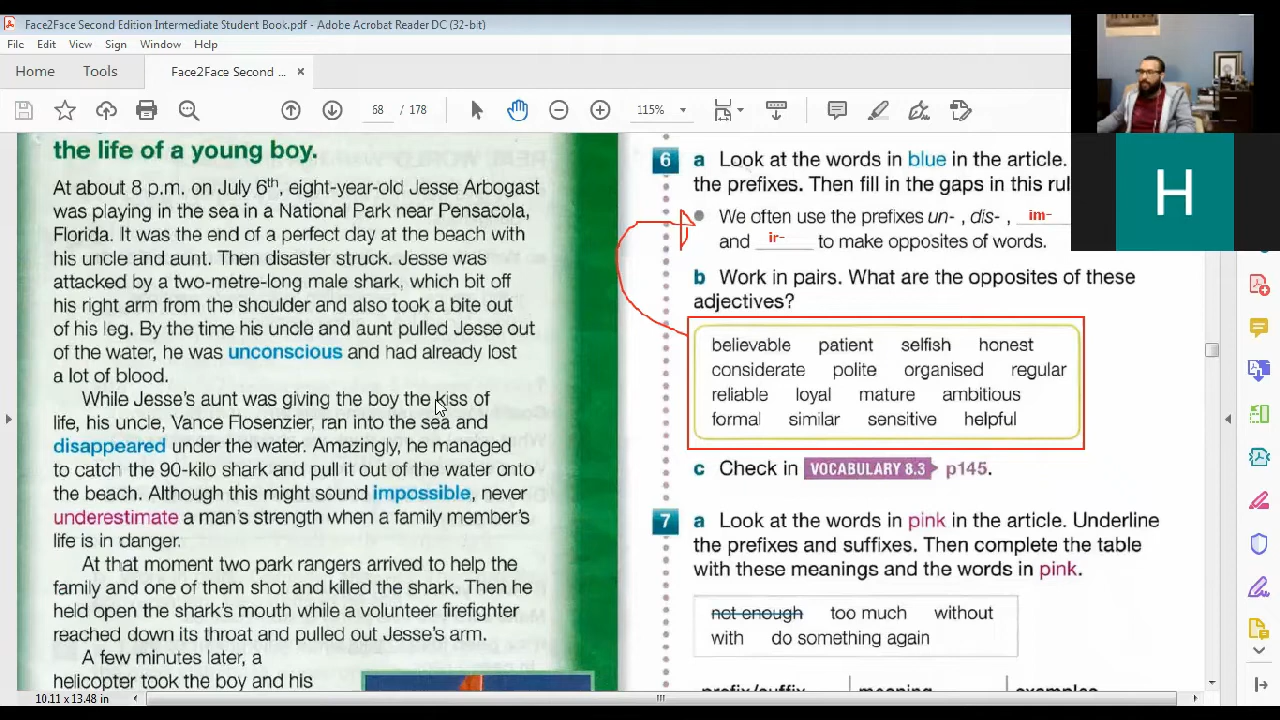 Face2Face Second Edition Intermediate Student Book.pdf - Adobe Acrobat Reader DC (32-bit)
File Edit View Sign Window Help
Home Tools Face2Face Second ... ×
68 / 178 115%
the life of a young boy.
At about 8 p.m. on July 6th, eight-year-old Jesse Arbogast
was playing in the sea in a National Park near Pensacola,
Florida. It was the end of a perfect day at the beach with
his uncle and aunt. Then disaster struck. Jesse was
attacked by a two-metre-long male shark, which bit off
his right arm from the shoulder and also took a bite out
of his leg. By the time his uncle and aunt pulled Jesse out
of the water, he was unconscious and had already lost
a lot of blood.
While Jesse's aunt was giving the boy the kiss of
life, his uncle, Vance Flosenzier, ran into the sea and
disappeared under the water. Amazingly, he managed
to catch the 90-kilo shark and pull it out of the water onto
the beach. Although this might sound impossible, never
underestimate a man's strength when a family member's
life is in danger.
At that moment two park rangers arrived to help the
family and one of them shot and killed the shark. Then he
held open the shark's mouth while a volunteer firefighter
reached down its throat and pulled out Jesse's arm.
A few minutes later, a
helicopter took the boy and his
6 a Look at the words in blue in the article.
the prefixes. Then fill in the gaps in this rul
We often use the prefixes un- , dis- , im-
and ir- to make opposites of words.
b Work in pairs. What are the opposites of these
adjectives?
believable patient selfish honest
considerate polite organised regular
reliable loyal mature ambitious
formal similar sensitive helpful
c Check in VOCABULARY 8.3 p145.
7 a Look at the words in pink in the article. Underline
the prefixes and suffixes. Then complete the table
with these meanings and the words in pink.
not enough too much without
with do something again
prefix/suffix meaning examples
H
10.11 x 13.48 in